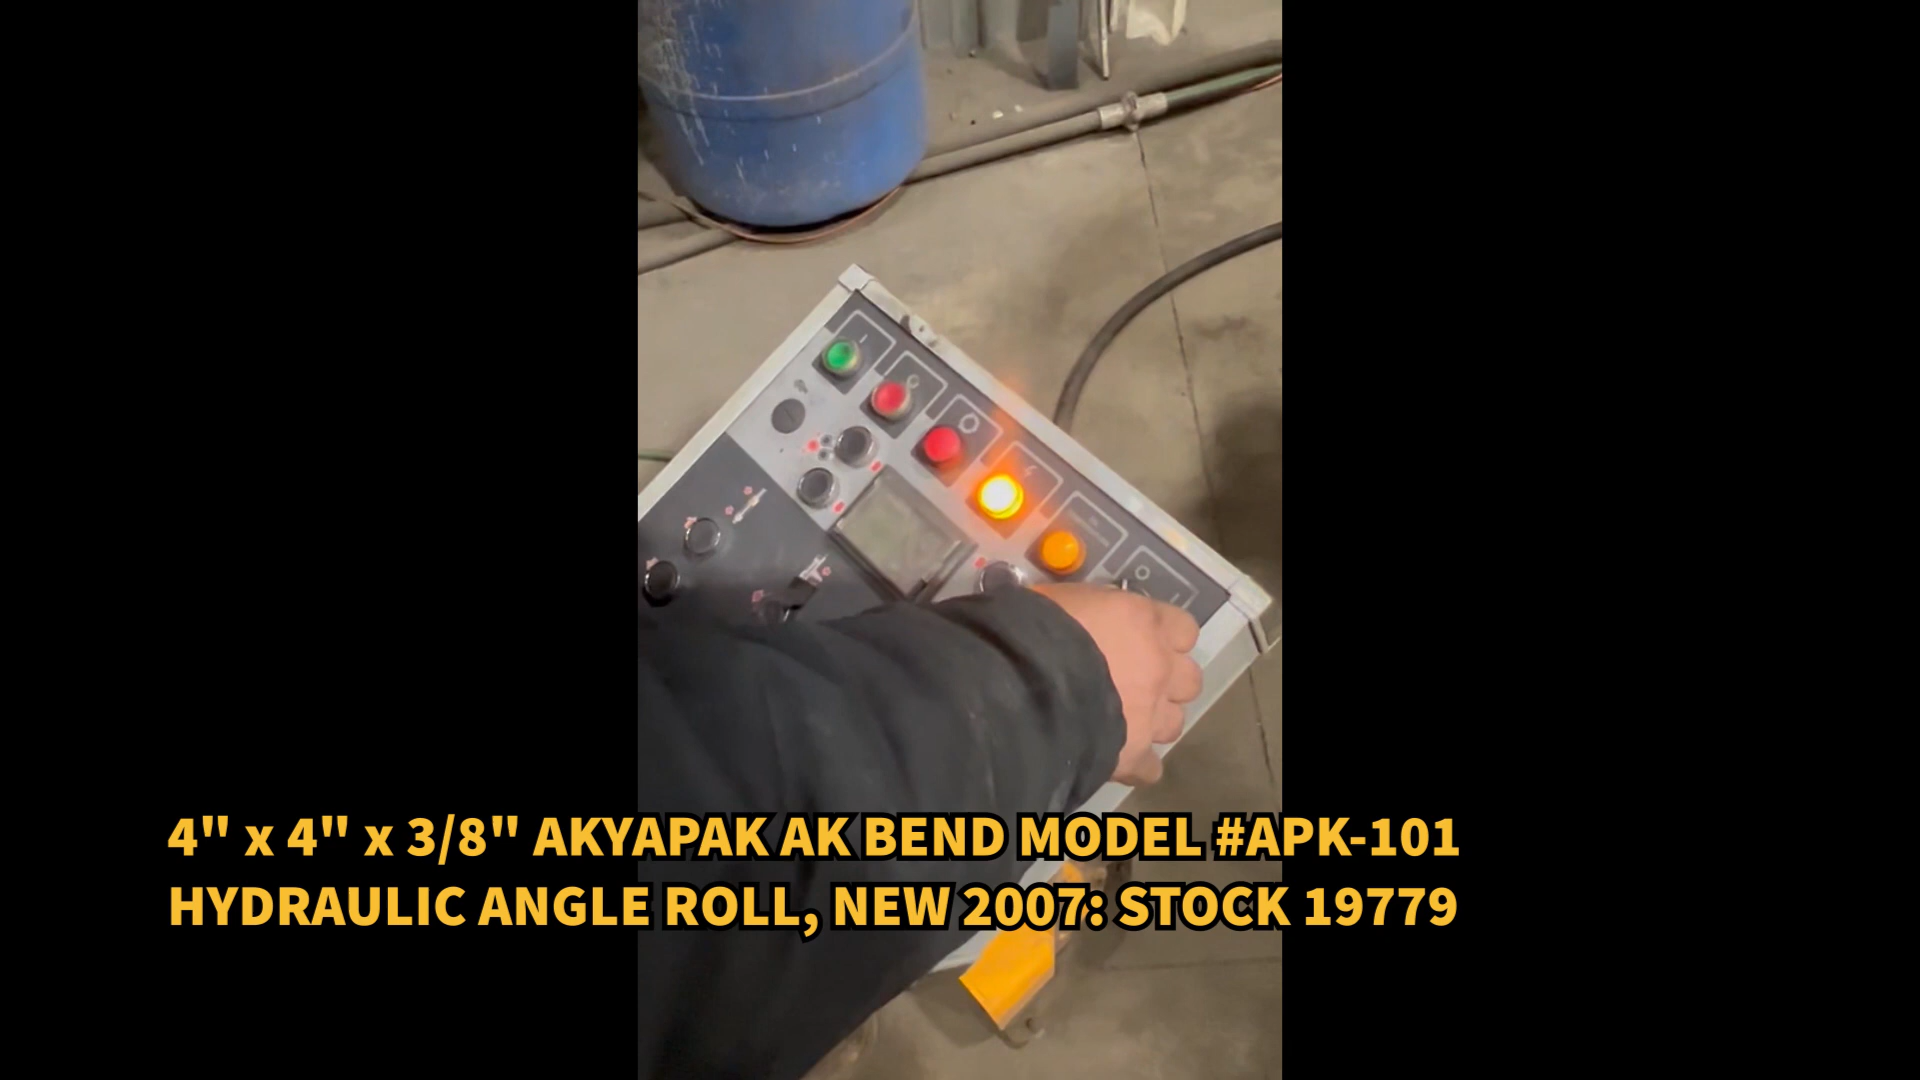 4" x 4" x 3/8" AKYAPAK AK BEND MODEL #APK-101
HYDRAULIC ANGLE ROLL, NEW 2007: STOCK 19779